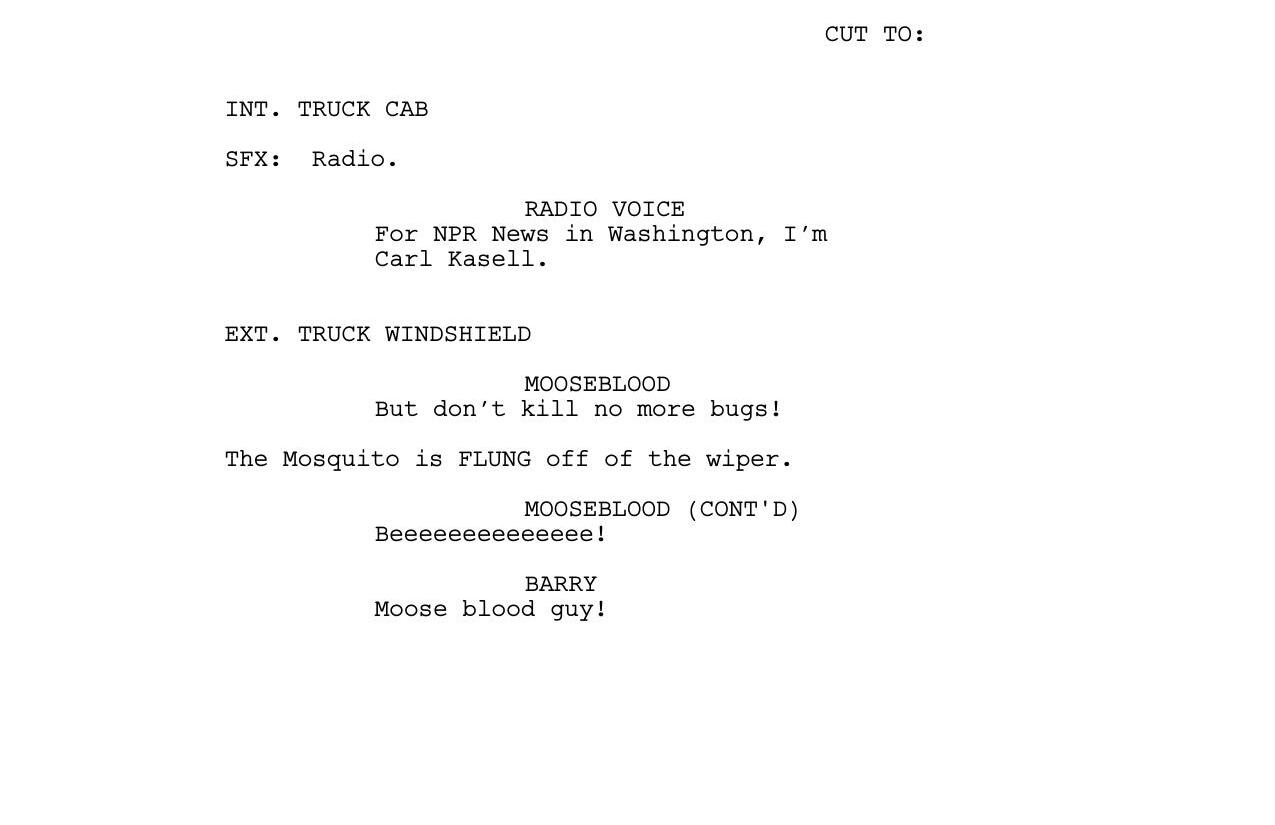 CUT TO:
INT. TRUCK CAB
SFX:  Radio.
RADIO VOICE
For NPR News in Washington, I’m
Carl Kasell.
EXT. TRUCK WINDSHIELD
MOOSEBLOOD
But don’t kill no more bugs!
The Mosquito is FLUNG off of the wiper.
MOOSEBLOOD (CONT'D)
Beeeeeeeeeeeeee!
BARRY
Moose blood guy!